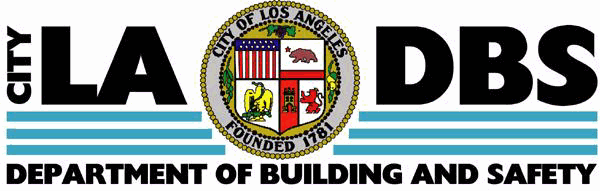 CITY LA DBS
CITY OF LOS ANGELES
FOUNDED 1781
DEPARTMENT OF BUILDING AND SAFETY